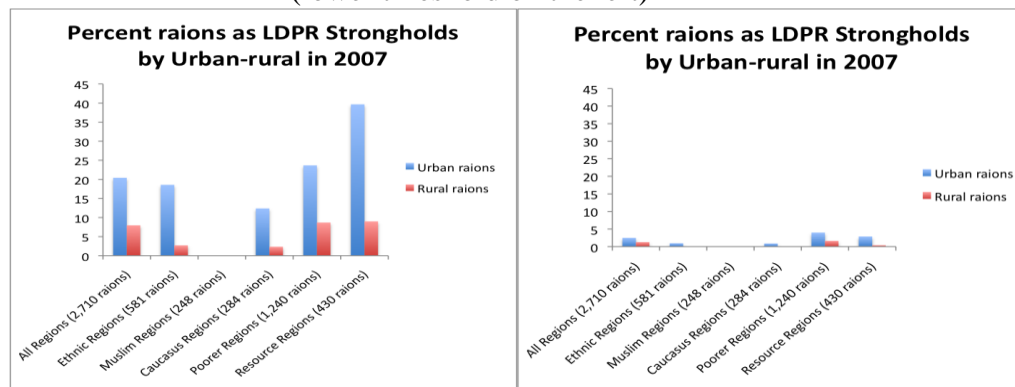 Percent raions as LDPR Strongholds
by Urban-rural in 2007
45
40
35
30
25
20
15
10
5
0
Urban raions
Rural raions
All Regions (2,710 raions)
Ethnic Regions (581 raions)
Muslim Regions (248 raions)
Caucasus Regions (284 raions)
Poorer Regions (1,240 raions)
Resource Regions (430 raions)
Percent raions as LDPR Strongholds
by Urban-rural in 2007
45
40
35
30
25
20
15
10
5
0
Urban raions
Rural raions
All Regions (2,710 raions)
Ethnic Regions (581 raions)
Muslim Regions (248 raions)
Caucasus Regions (284 raions)
Poorer Regions (1,240 raions)
Resource Regions (430 raions)